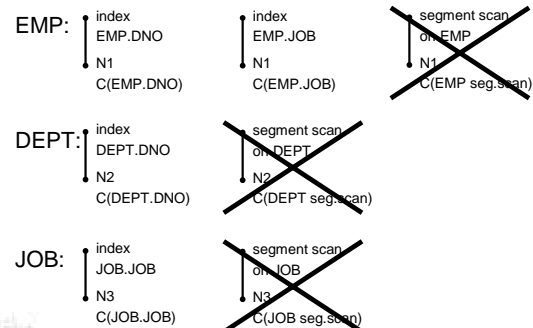 EMP:
index
EMP.DNO
N1
C(EMP.DNO)
index
EMP.JOB
N1
C(EMP.JOB)
segment scan
on EMP
N1
C(EMP seg.scan)
DEPT:
index
DEPT.DNO
N2
C(DEPT.DNO)
segment scan
on DEPT
N2
C(DEPT seg.scan)
JOB:
index
JOB.JOB
N3
C(JOB.JOB)
segment scan
on JOB
N3
C(JOB seg.scan)